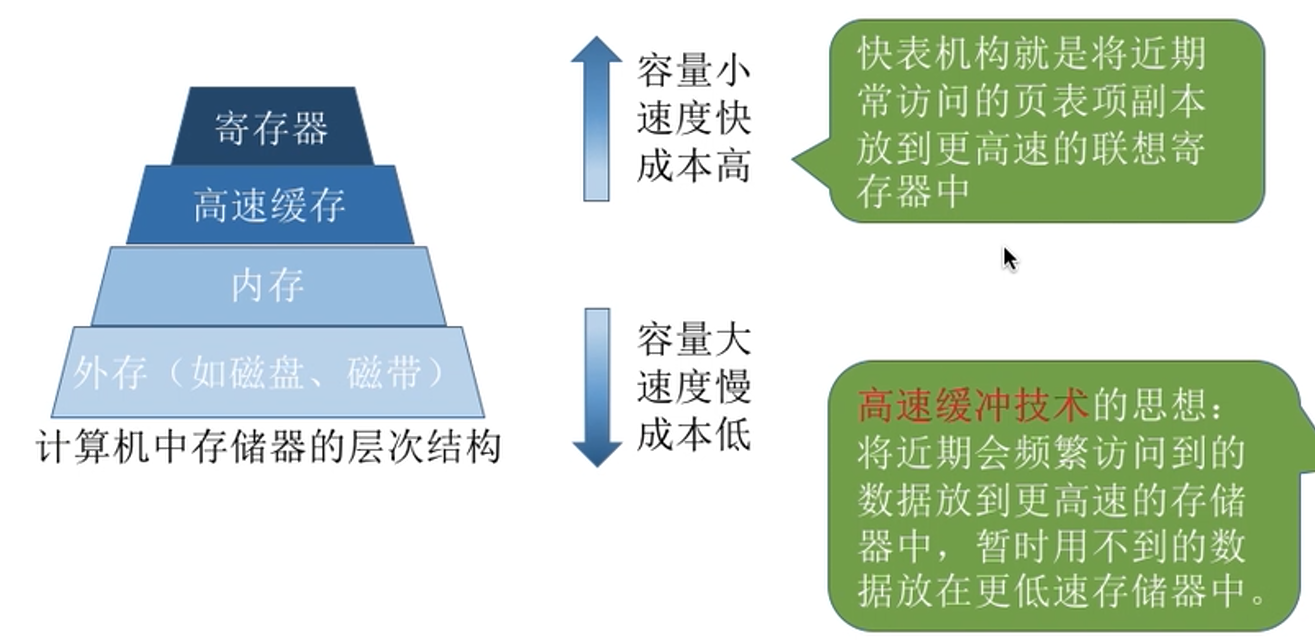 寄存器
高速缓存
内存
外存（如磁盘、磁带）
计算机中存储器的层次结构
容量小
速度快
成本高
容量大
速度慢
成本低
快表机构就是将近期
常访问的页表项副本
放到更高速的联想寄
存器中
高速缓冲技术的思想：
将近期会频繁访问到的
数据放到更高速的存储
器中，暂时用不到的数
据放在更低速存储器中。